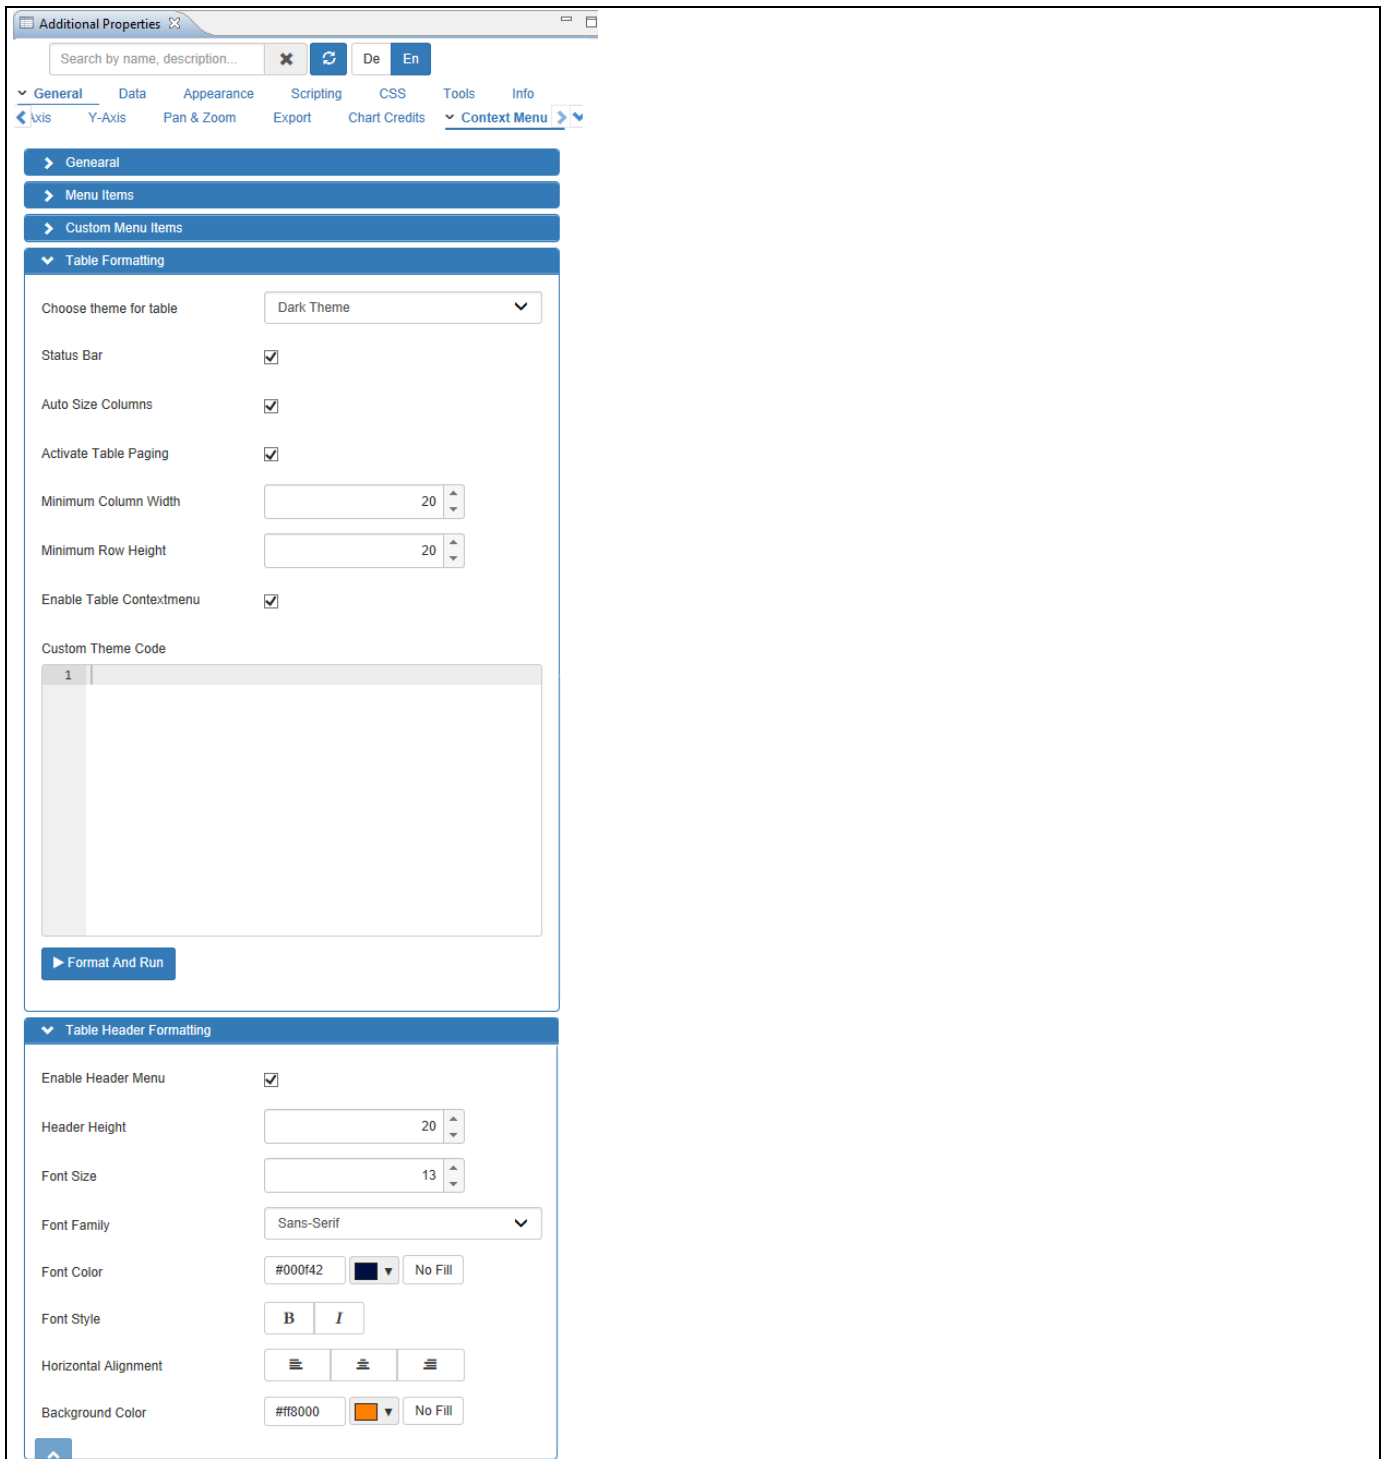 Additional Properties
Search by name, description... De En
General Data Appearance Scripting CSS Tools Info
Axis Y-Axis Pan & Zoom Export Chart Credits Context Menu
Genearal
Menu Items
Custom Menu Items
Table Formatting
Choose theme for table Dark Theme
Status Bar
Auto Size Columns
Activate Table Paging
Minimum Column Width 20
Minimum Row Height 20
Enable Table Contextmenu
Custom Theme Code
1
Format And Run
Table Header Formatting
Enable Header Menu
Header Height 20
Font Size 13
Font Family Sans-Serif
Font Color #000f42 No Fill
Font Style B I
Horizontal Alignment
Background Color #ff8000 No Fill